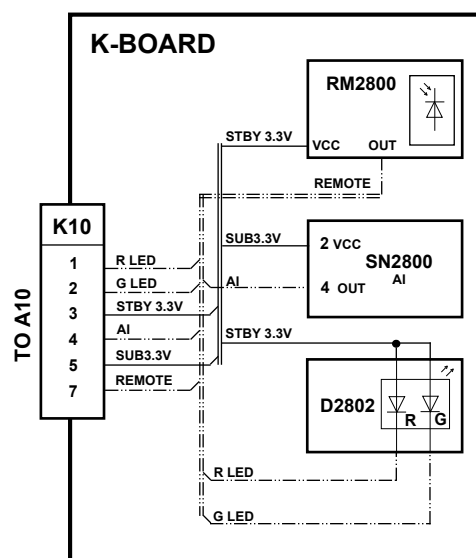 K-BOARD
RM2800
STBY 3.3V
VCC OUT
REMOTE
TO A10
K10
1 R LED
2 G LED
3 STBY 3.3V
4 AI
5 SUB3.3V
7 REMOTE
SUB3.3V
2 VCC
SN2800
AI
AI
4 OUT
STBY 3.3V
D2802
R G
R LED
G LED